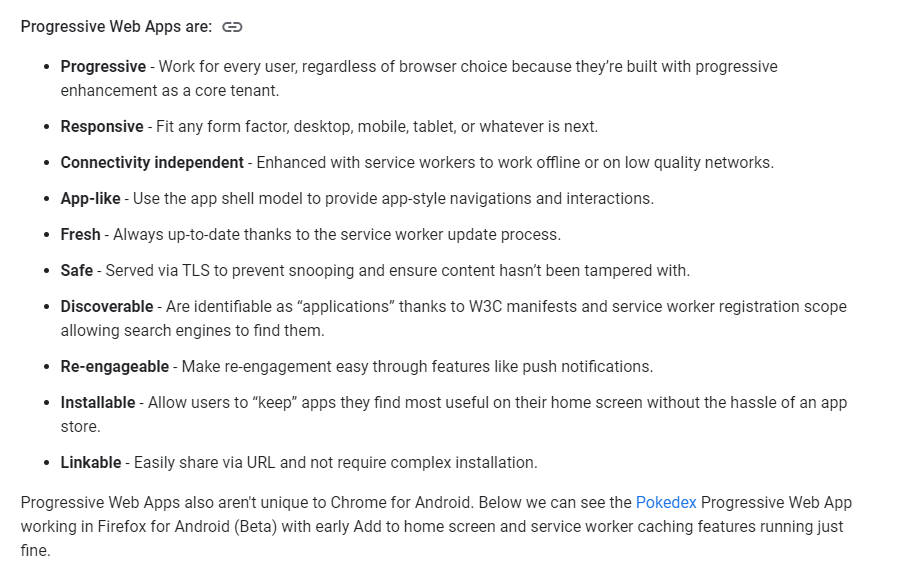 Progressive Web Apps are:
• Progressive - Work for every user, regardless of browser choice because they’re built with progressive
enhancement as a core tenant.
• Responsive - Fit any form factor, desktop, mobile, tablet, or whatever is next.
• Connectivity independent - Enhanced with service workers to work offline or on low quality networks.
• App-like - Use the app shell model to provide app-style navigations and interactions.
• Fresh - Always up-to-date thanks to the service worker update process.
• Safe - Served via TLS to prevent snooping and ensure content hasn’t been tampered with.
• Discoverable - Are identifiable as “applications” thanks to W3C manifests and service worker registration scope
allowing search engines to find them.
• Re-engageable - Make re-engagement easy through features like push notifications.
• Installable - Allow users to “keep” apps they find most useful on their home screen without the hassle of an app
store.
• Linkable - Easily share via URL and not require complex installation.
Progressive Web Apps also aren't unique to Chrome for Android. Below we can see the Pokedex Progressive Web App
working in Firefox for Android (Beta) with early Add to home screen and service worker caching features running just
fine.